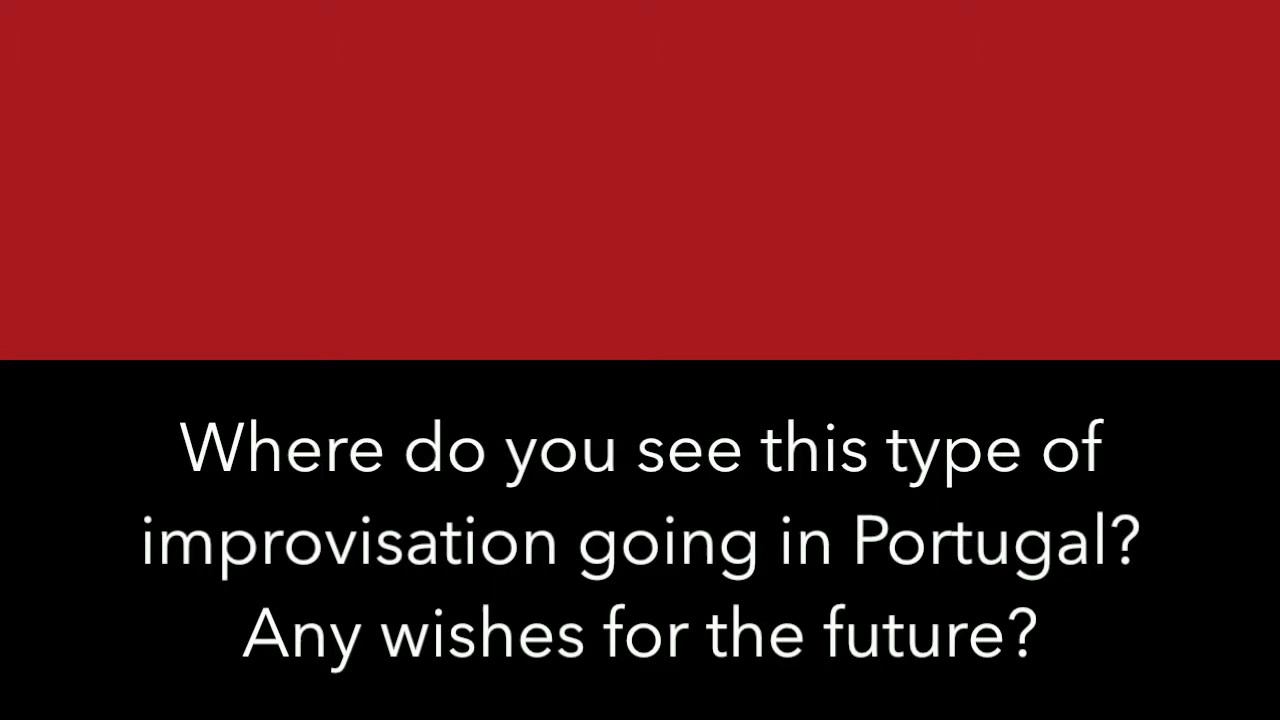 Where do you see this type of
improvisation going in Portugal?
Any wishes for the future?